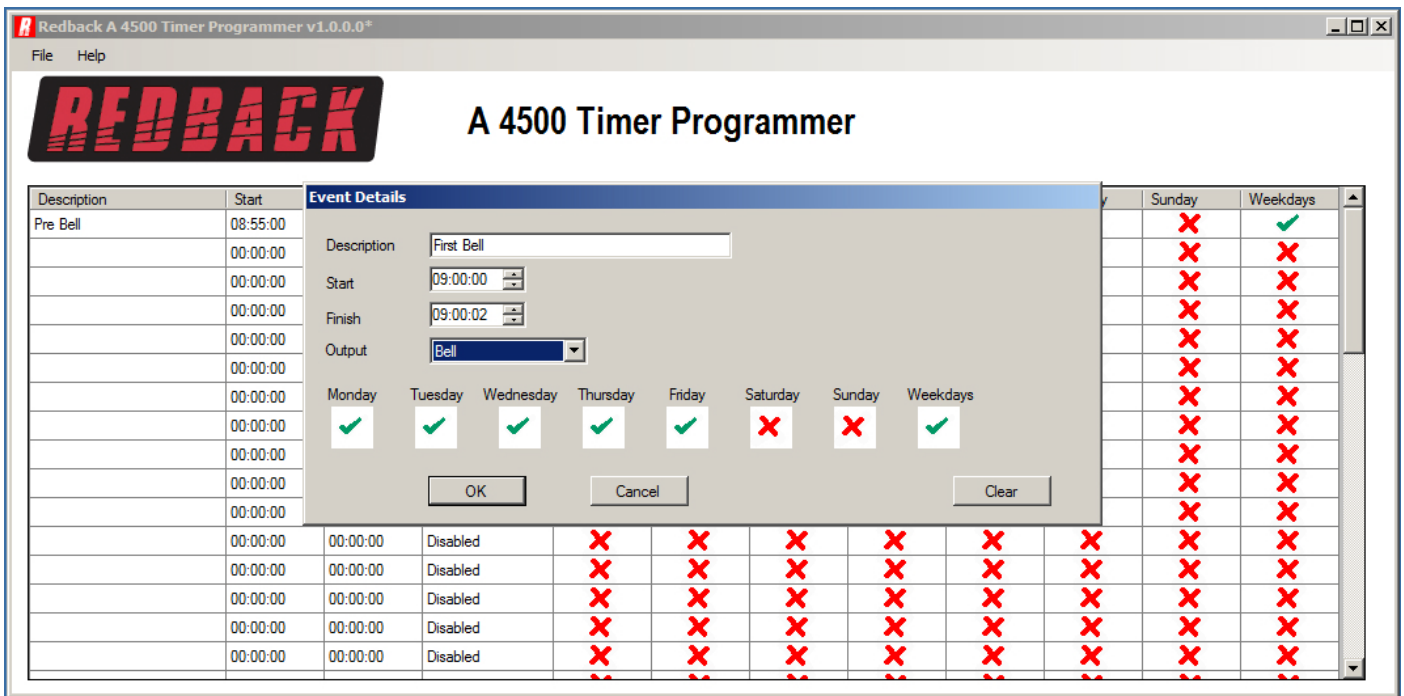 Redback A 4500 Timer Programmer v1.0.0.0*
File Help
REDBACK
A 4500 Timer Programmer
Description Start Sunday Weekdays
Event Details
Pre Bell 08:55:00
Description First Bell
00:00:00
Start 09:00:00
00:00:00
Finish 09:00:02
00:00:00
Output Bell
00:00:00
00:00:00
Monday Tuesday Wednesday Thursday Friday Saturday Sunday Weekdays
00:00:00
00:00:00
00:00:00
OK Cancel Clear
00:00:00
00:00:00
00:00:00 00:00:00 Disabled
00:00:00 00:00:00 Disabled
00:00:00 00:00:00 Disabled
00:00:00 00:00:00 Disabled
00:00:00 00:00:00 Disabled